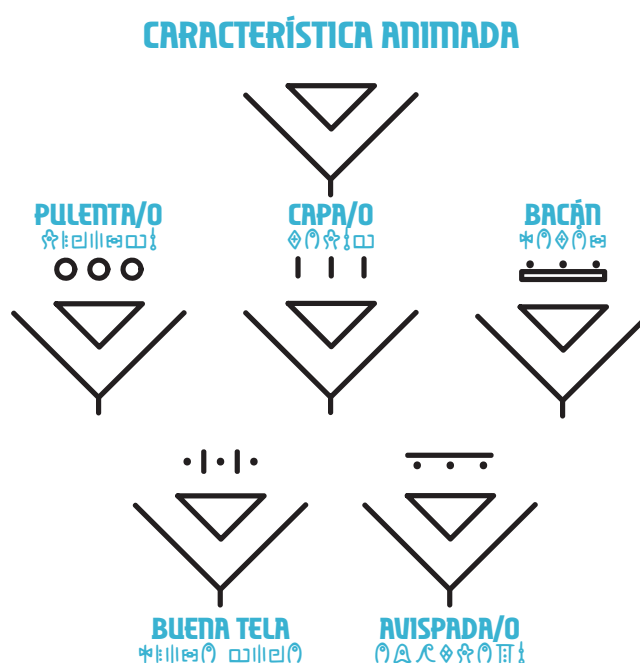 CARACTERÍSTICA ANIMADA
PULENTA/O
CAPA/O
BACÁN
BUENA TELA
AVISPADA/O